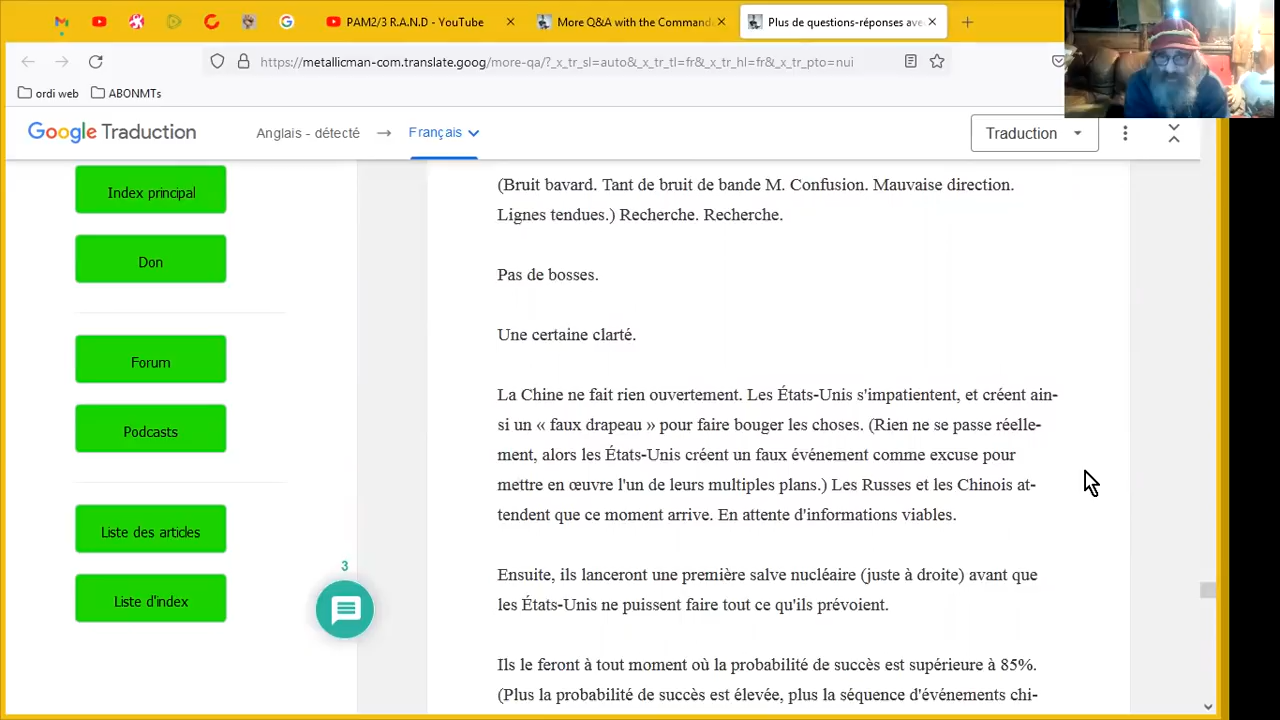 PAM2/3 R.A.N.D - YouTube
More Q&A with the Command
Plus de questions-réponses ave
https://metallicman-com.translate.goog/more-qa/?_x_tr_sl=auto&_x_tr_tl=fr&_x_tr_hl=fr&_x_tr_pto=nui
ordi web
ABONMTs
Google Traduction
Anglais - détecté
Français
Traduction
Index principal
Don
Forum
Podcasts
Liste des articles
Liste d'index
3
(Bruit bavard. Tant de bruit de bande M. Confusion. Mauvaise direction.
Lignes tendues.) Recherche. Recherche.
Pas de bosses.
Une certaine clarté.
La Chine ne fait rien ouvertement. Les États-Unis s'impatientent, et créent ain-
si un « faux drapeau » pour faire bouger les choses. (Rien ne se passe réelle-
ment, alors les États-Unis créent un faux événement comme excuse pour
mettre en œuvre l'un de leurs multiples plans.) Les Russes et les Chinois at-
tendent que ce moment arrive. En attente d'informations viables.
Ensuite, ils lanceront une première salve nucléaire (juste à droite) avant que
les États-Unis ne puissent faire tout ce qu'ils prévoient.
Ils le feront à tout moment où la probabilité de succès est supérieure à 85%.
(Plus la probabilité de succès est élevée, plus la séquence d'événements chi-